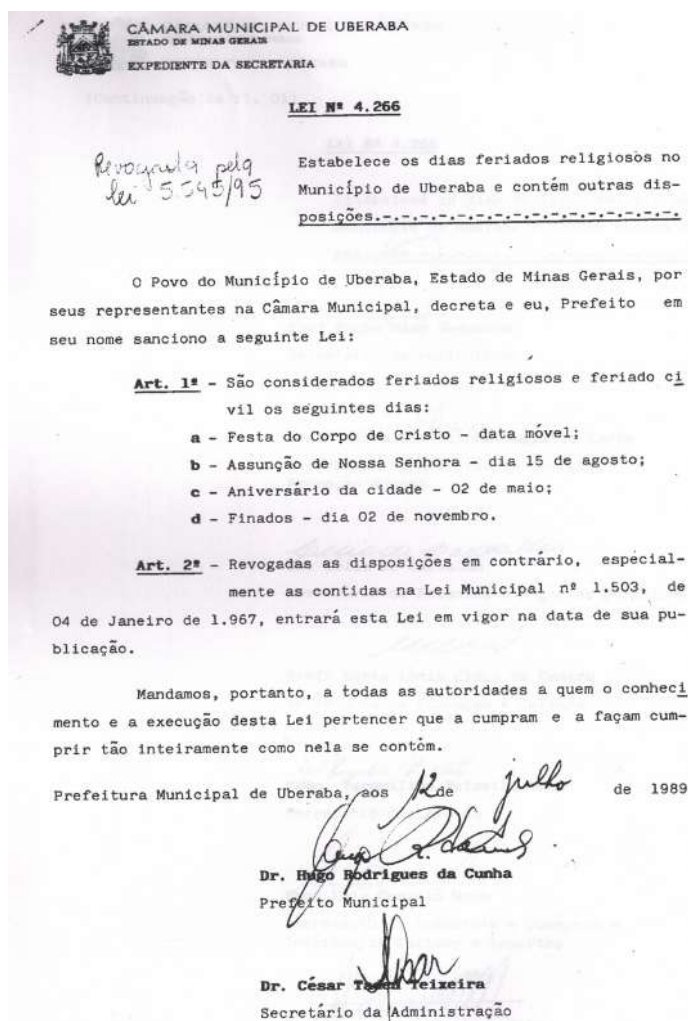 CÂMARA MUNICIPAL DE UBERABA
ESTADO DE MINAS GERAIS
EXPEDIENTE DA SECRETARIA
LEI Nº 4.266
Revogada pela
lei 5.545/95
Estabelece os dias feriados religiosos no
Município de Uberaba e contém outras dis-
posições.-.-.-.-.-.-.-.-.-.-.-.-.-.-.-.-.
O Povo do Município de Uberaba, Estado de Minas Gerais, por
seus representantes na Câmara Municipal, decreta e eu, Prefeito em
seu nome sanciono a seguinte Lei:
Art. 1º - São considerados feriados religiosos e feriado ci
vil os seguintes dias:
a - Festa do Corpo de Cristo - data móvel;
b - Assunção de Nossa Senhora - dia 15 de agosto;
c - Aniversário da cidade - 02 de maio;
d - Finados - dia 02 de novembro.
Art. 2º - Revogadas as disposições em contrário, especial-
mente as contidas na Lei Municipal nº 1.503, de
04 de Janeiro de 1.967, entrará esta Lei em vigor na data de sua pu-
blicação.
Mandamos, portanto, a todas as autoridades a quem o conheci
mento e a execução desta Lei pertencer que a cumpram e a façam cum-
prir tão inteiramente como nela se contém.
Prefeitura Municipal de Uberaba, aos 12 de julho de 1989
Dr. Hugo Rodrigues da Cunha
Prefeito Municipal
Dr. César Teixeira
Secretário da Administração